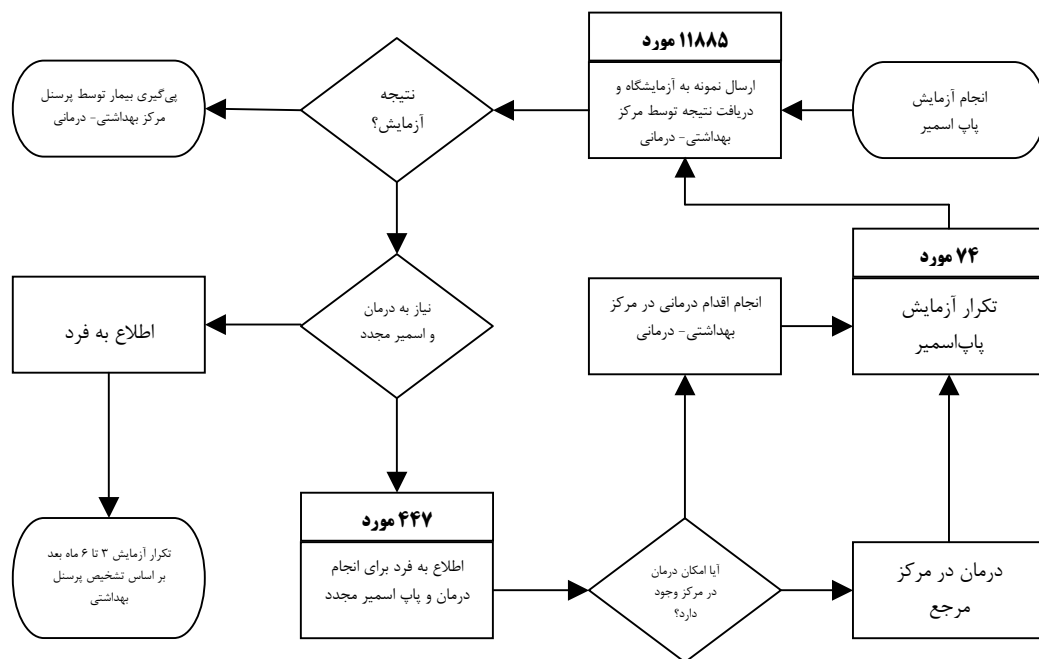 انجام آزمایش
پاپ اسمیر
۱۱۸۸۵ مورد
ارسال نمونه به آزمایشگاه و
دریافت نتیجه توسط مرکز
بهداشتی- درمانی
نتیجه
آزمایش؟
پی‌گیری بیمار توسط پرسنل
مرکز بهداشتی- درمانی
نیاز به درمان
و اسمیر مجدد
اطلاع به فرد
تکرار آزمایش ۳ تا ۶ ماه بعد
بر اساس تشخیص پرسنل
بهداشتی
۴۴۷ مورد
اطلاع به فرد برای انجام
درمان و پاپ اسمیر مجدد
آیا امکان درمان
در مرکز وجود
دارد؟
انجام اقدام درمانی در مرکز
بهداشتی- درمانی
درمان در مرکز
مرجع
۷۴ مورد
تکرار آزمایش
پاپ‌اسمیر